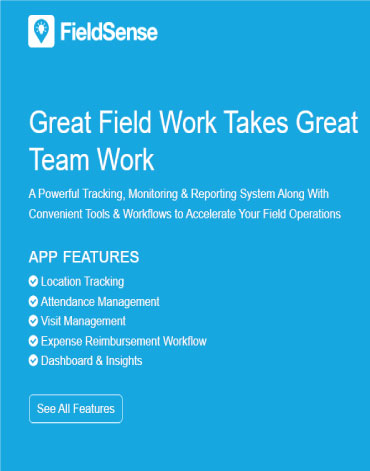 FieldSense
Great Field Work Takes Great
Team Work
A Powerful Tracking, Monitoring & Reporting System Along With
Convenient Tools & Workflows to Accelerate Your Field Operations
APP FEATURES
Location Tracking
Attendance Management
Visit Management
Expense Reimbursement Workflow
Dashboard & Insights
See All Features